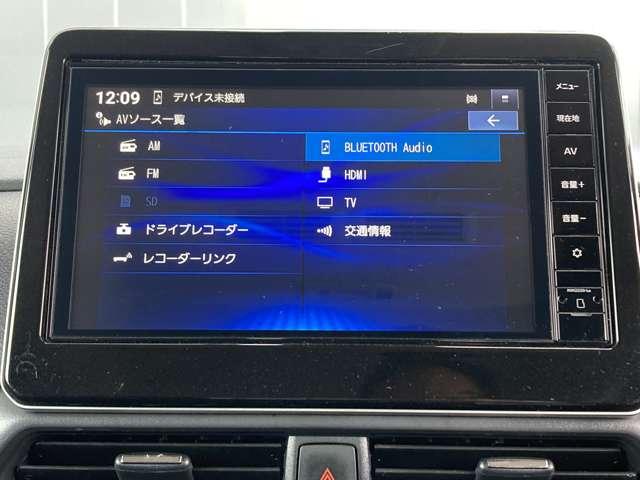 12:09 デバイス未接続
AVソース一覧
AM
FM
SD
ドライブレコーダー
レコーダーリンク
BLUETOOTH Audio
HDMI
TV
交通情報
メニュー
現在地
AV
音量+
音量−